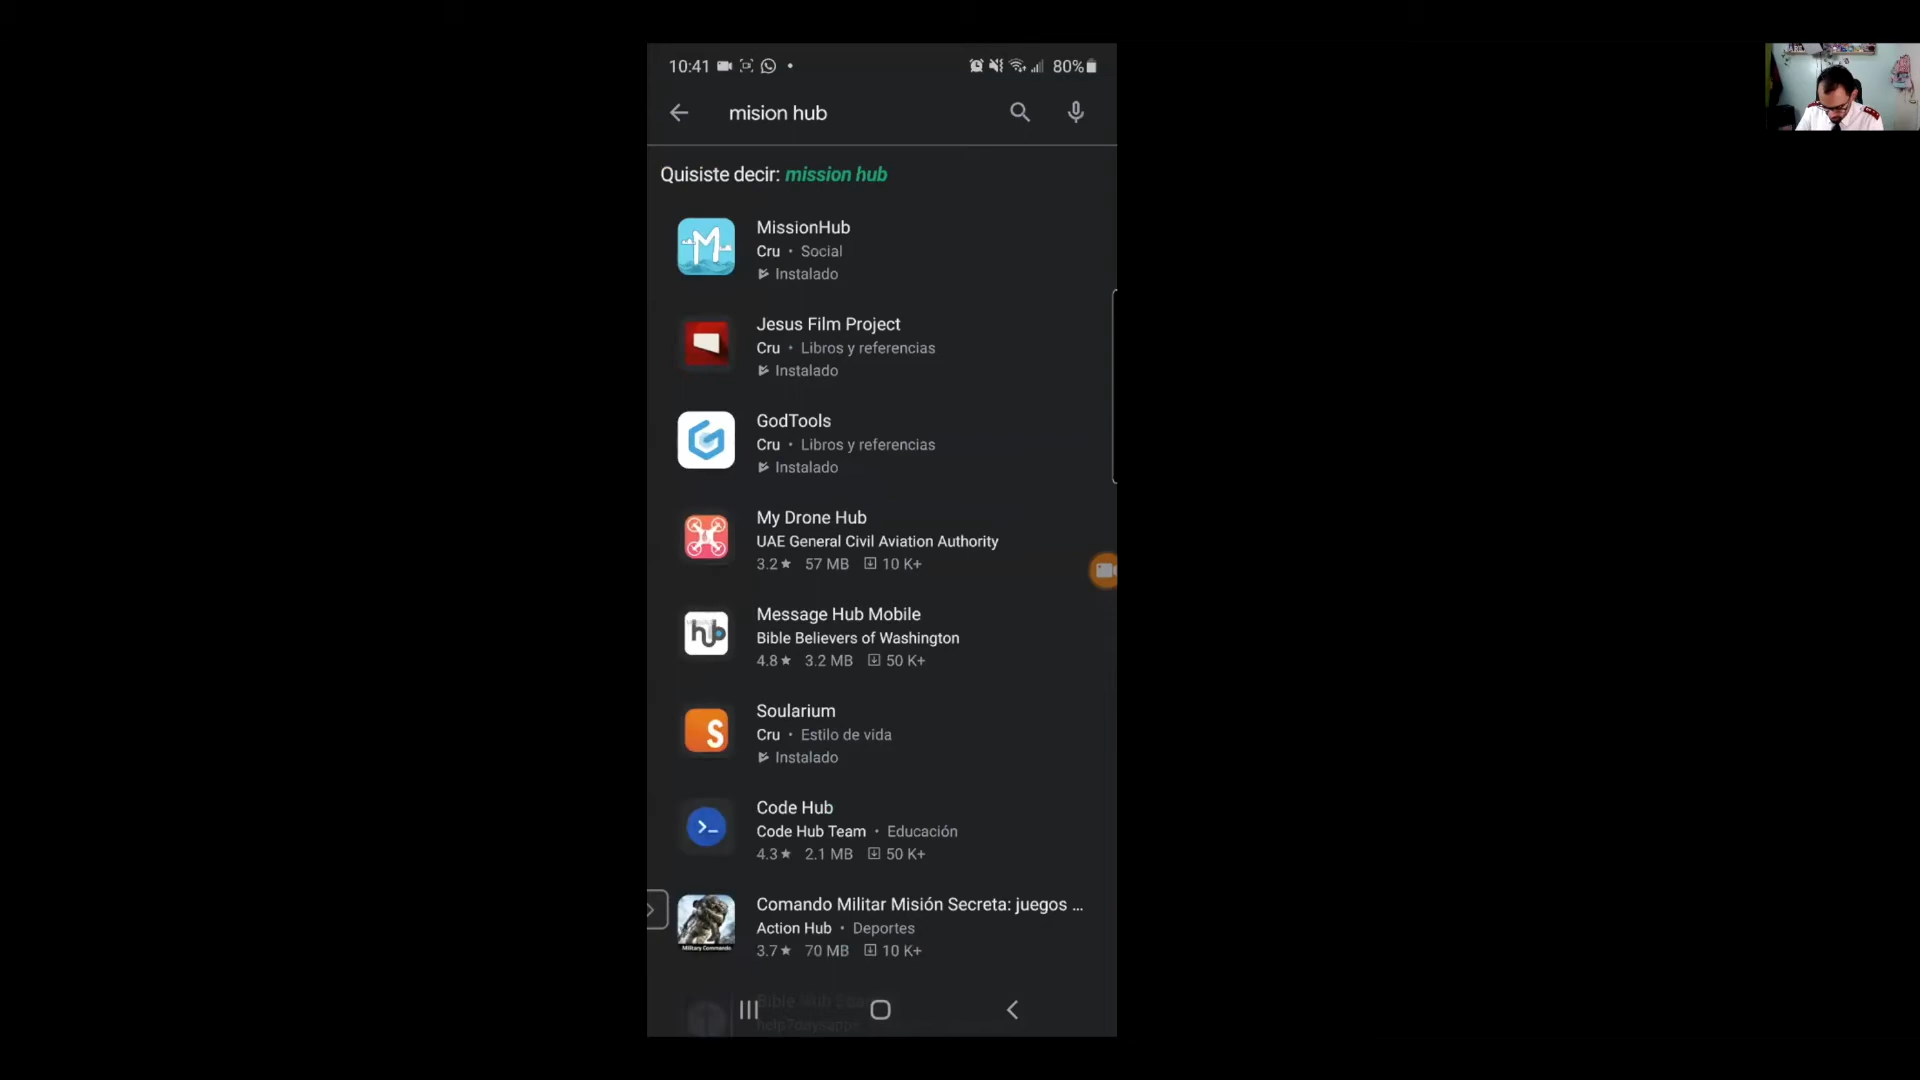 10:41 80%
mision hub
Quisiste decir: mission hub
MissionHub
Cru • Social
Instalado
Jesus Film Project
Cru • Libros y referencias
Instalado
GodTools
Cru • Libros y referencias
Instalado
My Drone Hub
UAE General Civil Aviation Authority
3.2★ 57 MB 10 K+
hub
Message Hub Mobile
Bible Believers of Washington
4.8★ 3.2 MB 50 K+
S
Soularium
Cru • Estilo de vida
Instalado
Code Hub
Code Hub Team • Educación
4.3★ 2.1 MB 50 K+
Military Commando
Comando Militar Misión Secreta: juegos ...
Action Hub • Deportes
3.7★ 70 MB 10 K+
help7daysapps